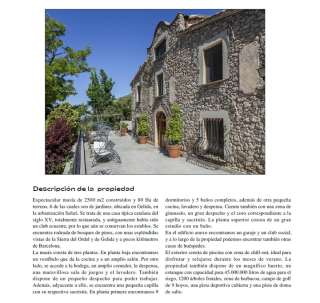 Descripción de la propiedad
Espectacular masía de 2500 m2 construidos y 80 Ha de
terreno, 6 de las cuales son de jardines, ubicada en Gelida, en
la urbanización Safari. Se trata de una casa típica catalana del
siglo XV, totalmente restaurada, y antiguamente había sido
un club ecuestre, por lo que aún se conservan los establos. Se
encuentra rodeada de bosques de pinos, con unas espléndidas
vistas de la Sierra del Ordal y de Gelida y a pocos kilómetros
de Barcelona.
La masía consta de tres plantas. En planta baja encontramos
un vestíbulo que da la cocina y a un amplio salón. Por otro
lado, se accede a la bodega, un amplio comedor, la despensa,
una maravillosa sala de juegos y el lavadero. También
dispone de un pequeño despacho para poder trabajar.
Además, adyacente a ello, se encuentra una pequeña capilla
con su respectiva sacristía. En planta primera encontramos 8
dormitorios y 5 baños completos, además de otra pequeña
cocina, lavadero y despensa. Cuenta también con una zona de
gimnasio, un gran despacho y el coro correspondiente a la
capilla y sacristía. La planta superior consta de un gran
estudio con un baño.
En el edificio anexo encontramos un garaje y un club social,
y a lo largo de la propiedad podemos encontrar también otras
casas de huéspedes.
El exterior consta de piscina con zona de chill out, ideal para
disfrutar y relajarse durante los meses de verano. La
propiedad también dispone de un magnífico huerto, un
estanque con capacidad para 45.000.000 litros de agua para el
riego, 1200 árboles frutales, zona de barbacoa, campo de golf
de 9 hoyos, una pista deportiva cubierta y una pista de pádel
y playa.